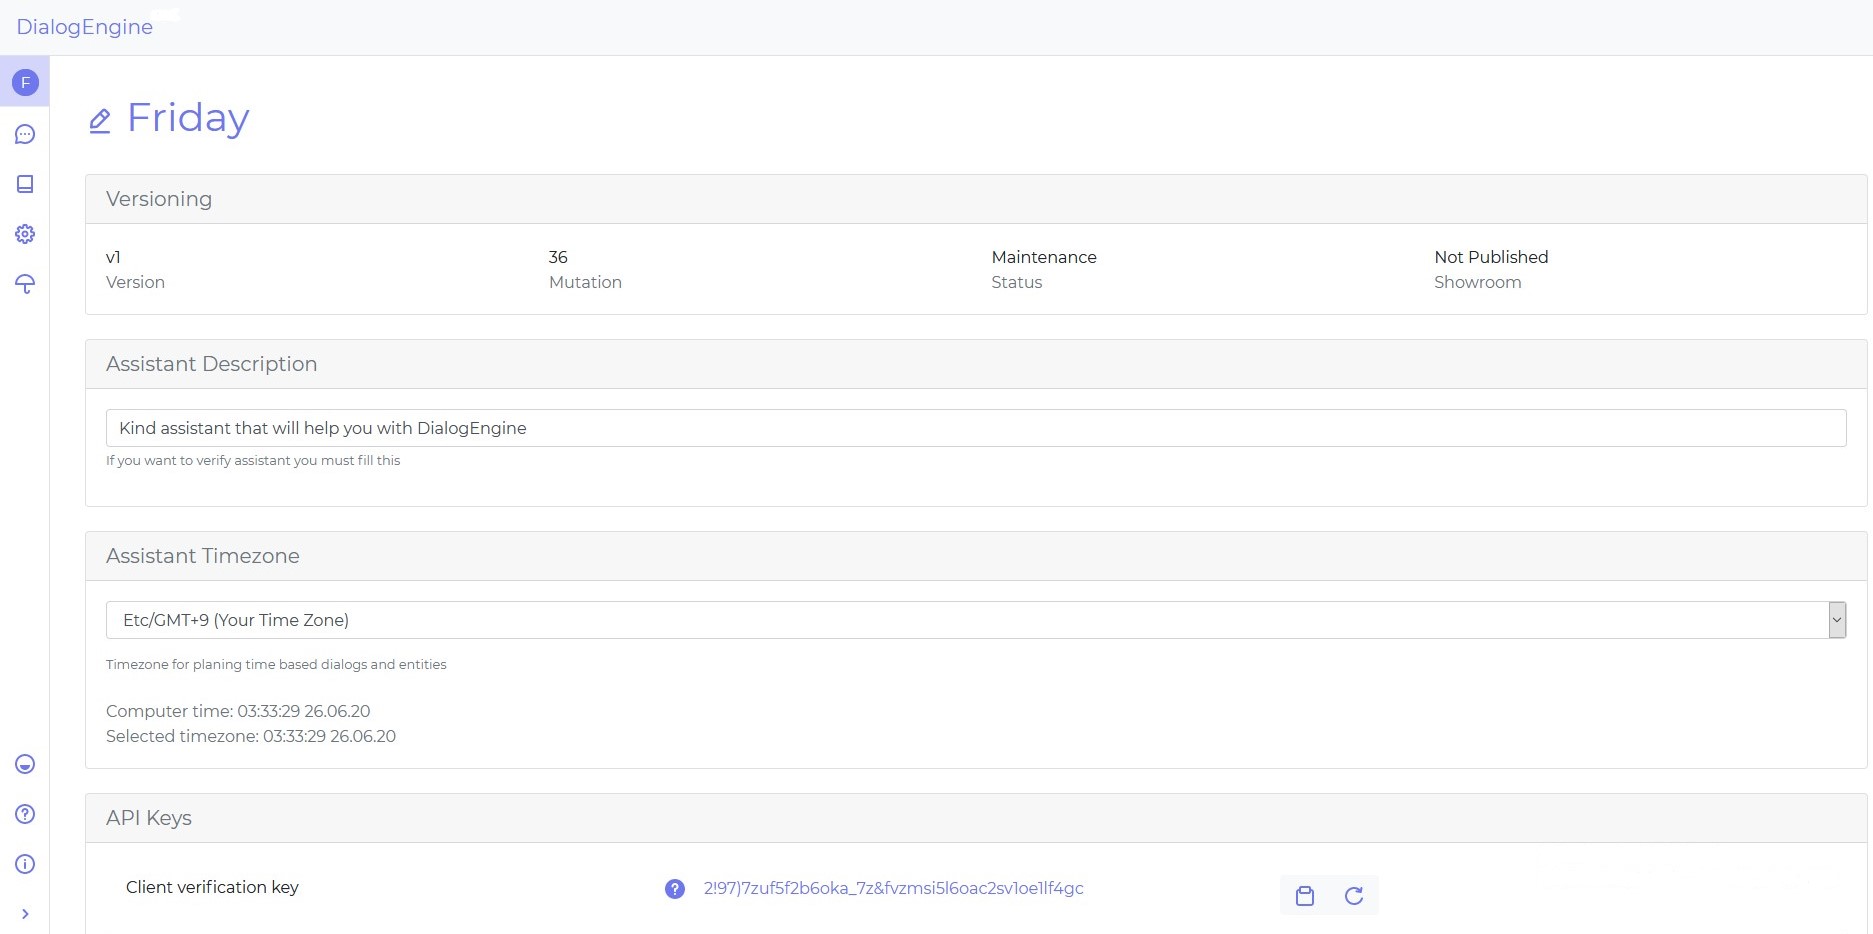 DialogEngine
F
Friday
Versioning
v1
Version
36
Mutation
Maintenance
Status
Not Published
Showroom
Assistant Description
Kind assistant that will help you with DialogEngine
If you want to verify assistant you must fill this
Assistant Timezone
Etc/GMT+9 (Your Time Zone)
Timezone for planing time based dialogs and entities
Computer time: 03:33:29 26.06.20
Selected timezone: 03:33:29 26.06.20
API Keys
Client verification key
2!97)7zuf5f2b6oka_7z&fvzmsi5l6oac2sv1oe1lf4gc